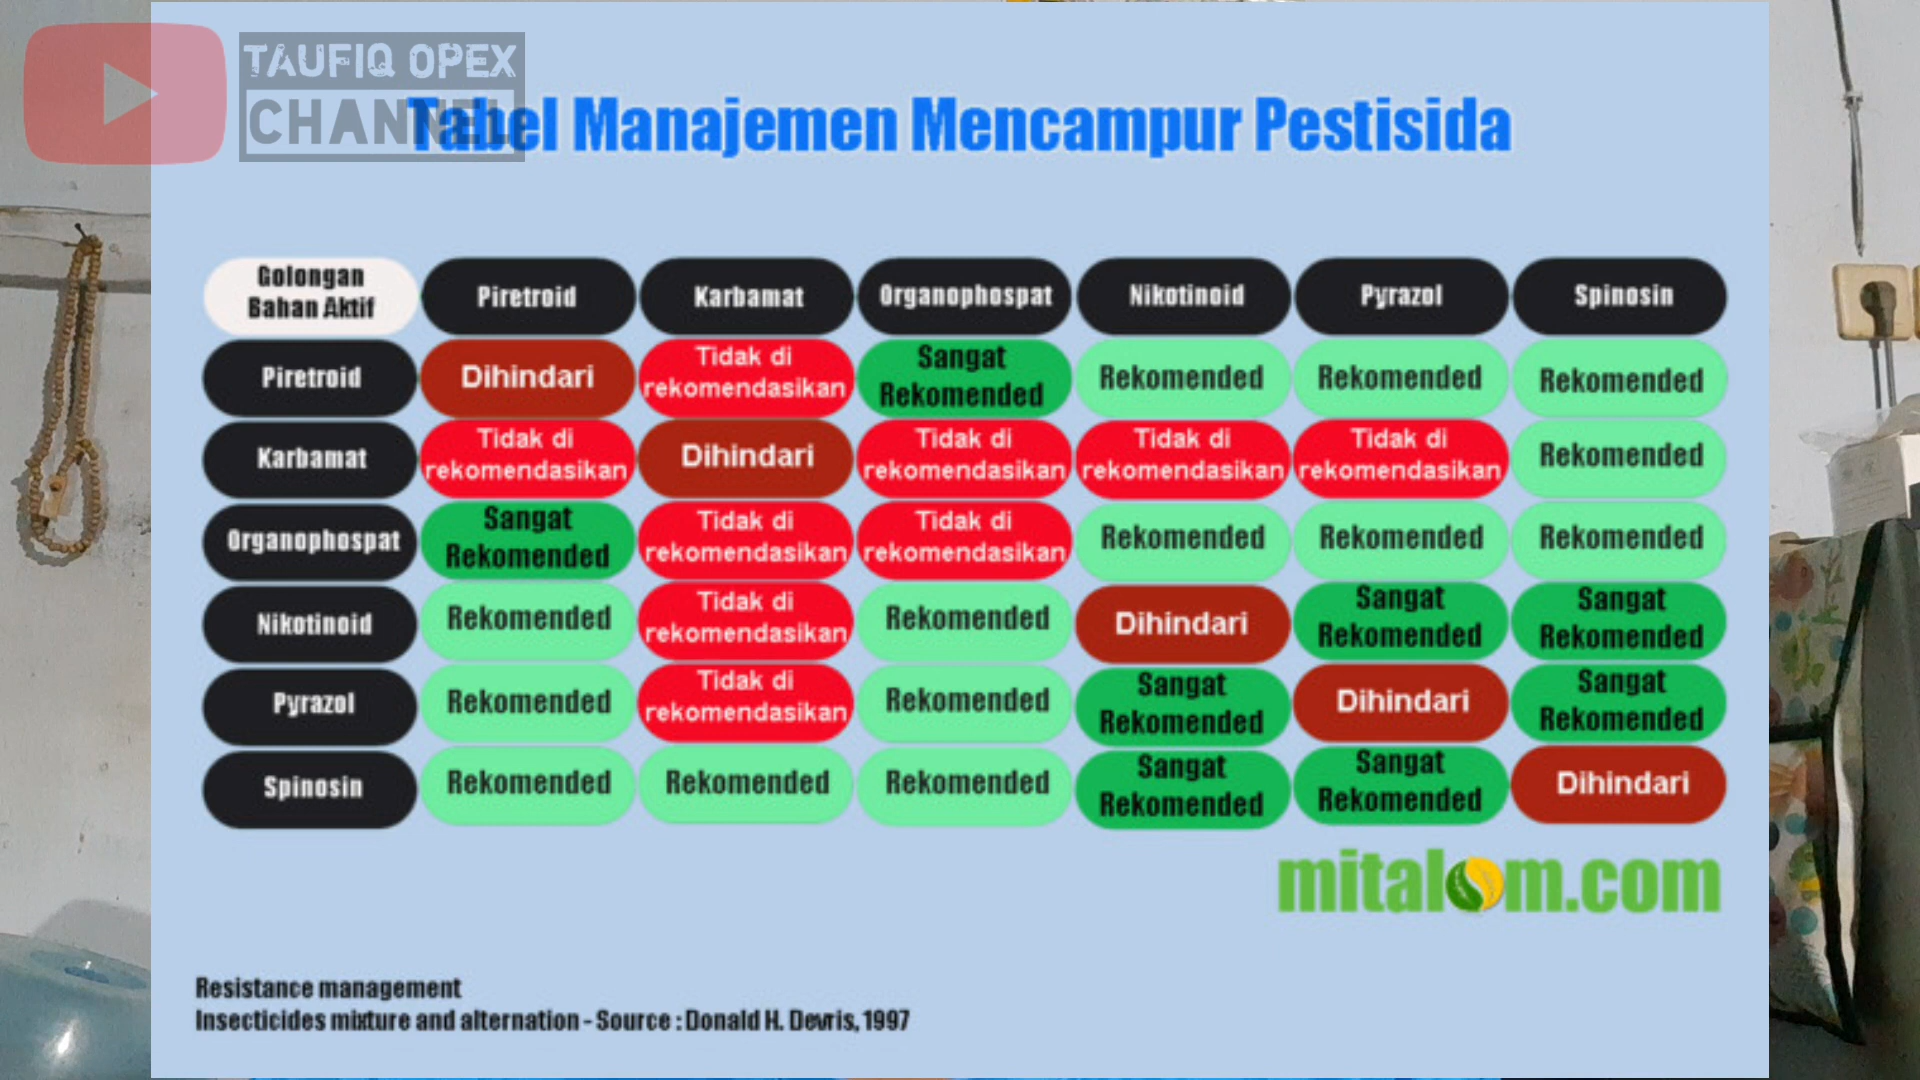 TAUFIQ OPEX
CHANNEL
Tabel Manajemen Mencampur Pestisida
Golongan
Bahan Aktif
Piretroid
Karbamat
Organophospat
Nikotinoid
Pyrazol
Spinosin
Piretroid
Dihindari
Tidak di
rekomendasikan
Sangat
Rekomended
Rekomended
Rekomended
Rekomended
Karbamat
Tidak di
rekomendasikan
Dihindari
Tidak di
rekomendasikan
Tidak di
rekomendasikan
Tidak di
rekomendasikan
Rekomended
Organophospat
Sangat
Rekomended
Tidak di
rekomendasikan
Tidak di
rekomendasikan
Rekomended
Rekomended
Rekomended
Nikotinoid
Rekomended
Tidak di
rekomendasikan
Rekomended
Dihindari
Sangat
Rekomended
Sangat
Rekomended
Pyrazol
Rekomended
Tidak di
rekomendasikan
Rekomended
Sangat
Rekomended
Dihindari
Sangat
Rekomended
Spinosin
Rekomended
Rekomended
Rekomended
Sangat
Rekomended
Sangat
Rekomended
Dihindari
mitalom.com
Resistance management
Insecticides mixture and alternation - Source : Donald H. Devris, 1997